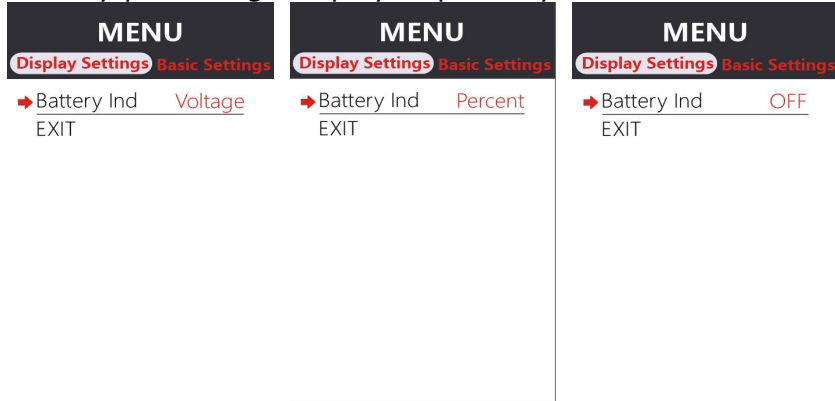 MENU
Display Settings Basic Settings
Battery Ind Voltage
EXIT
MENU
Display Settings Basic Settings
Battery Ind Percent
EXIT
MENU
Display Settings Basic Settings
Battery Ind OFF
EXIT